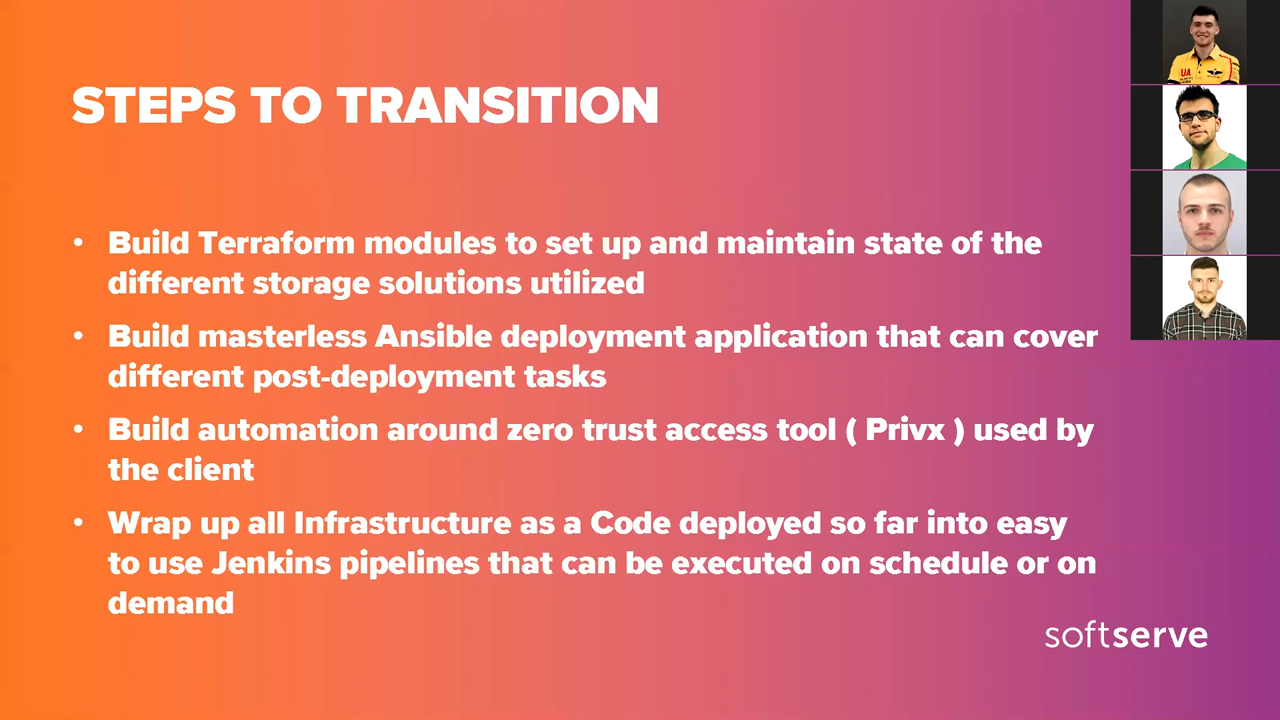 STEPS TO TRANSITION
• Build Terraform modules to set up and maintain state of the
different storage solutions utilized
• Build masterless Ansible deployment application that can cover
different post-deployment tasks
• Build automation around zero trust access tool ( Privx ) used by
the client
• Wrap up all Infrastructure as a Code deployed so far into easy
to use Jenkins pipelines that can be executed on schedule or on
demand
softserve
UA